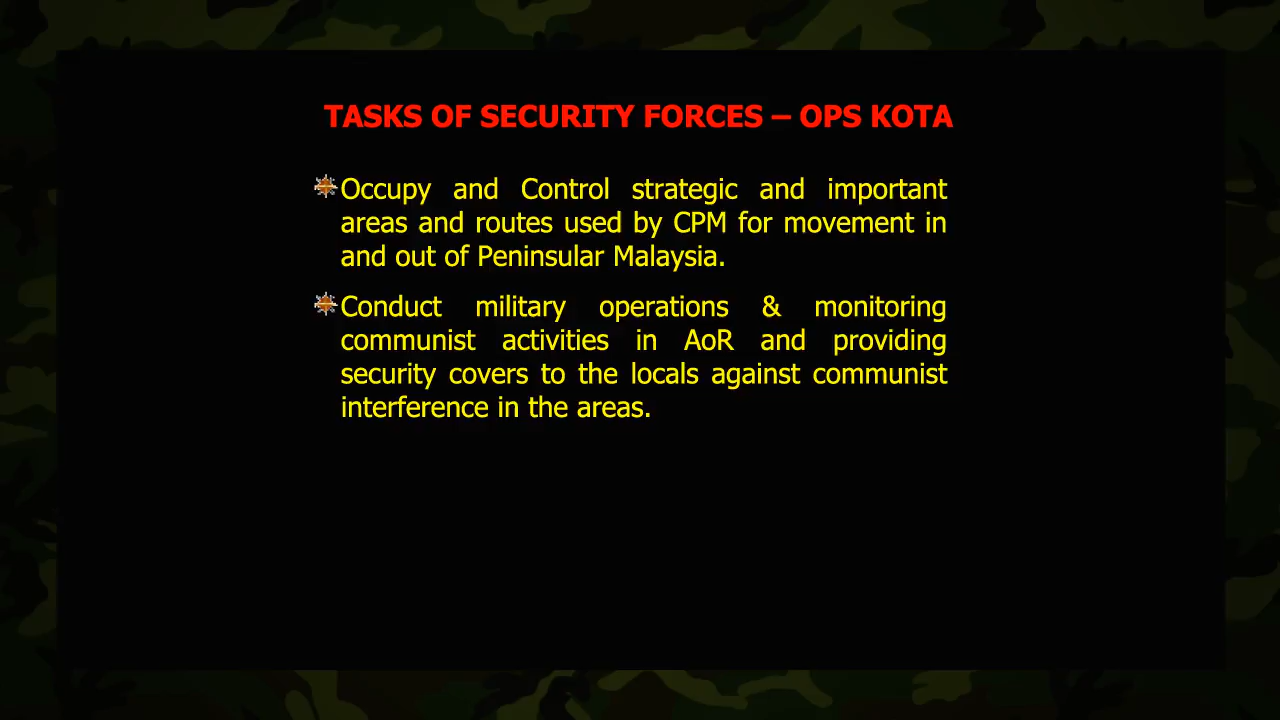 TASKS OF SECURITY FORCES – OPS KOTA
Occupy and Control strategic and important
areas and routes used by CPM for movement in
and out of Peninsular Malaysia.
Conduct military operations & monitoring
communist activities in AoR and providing
security covers to the locals against communist
interference in the areas.